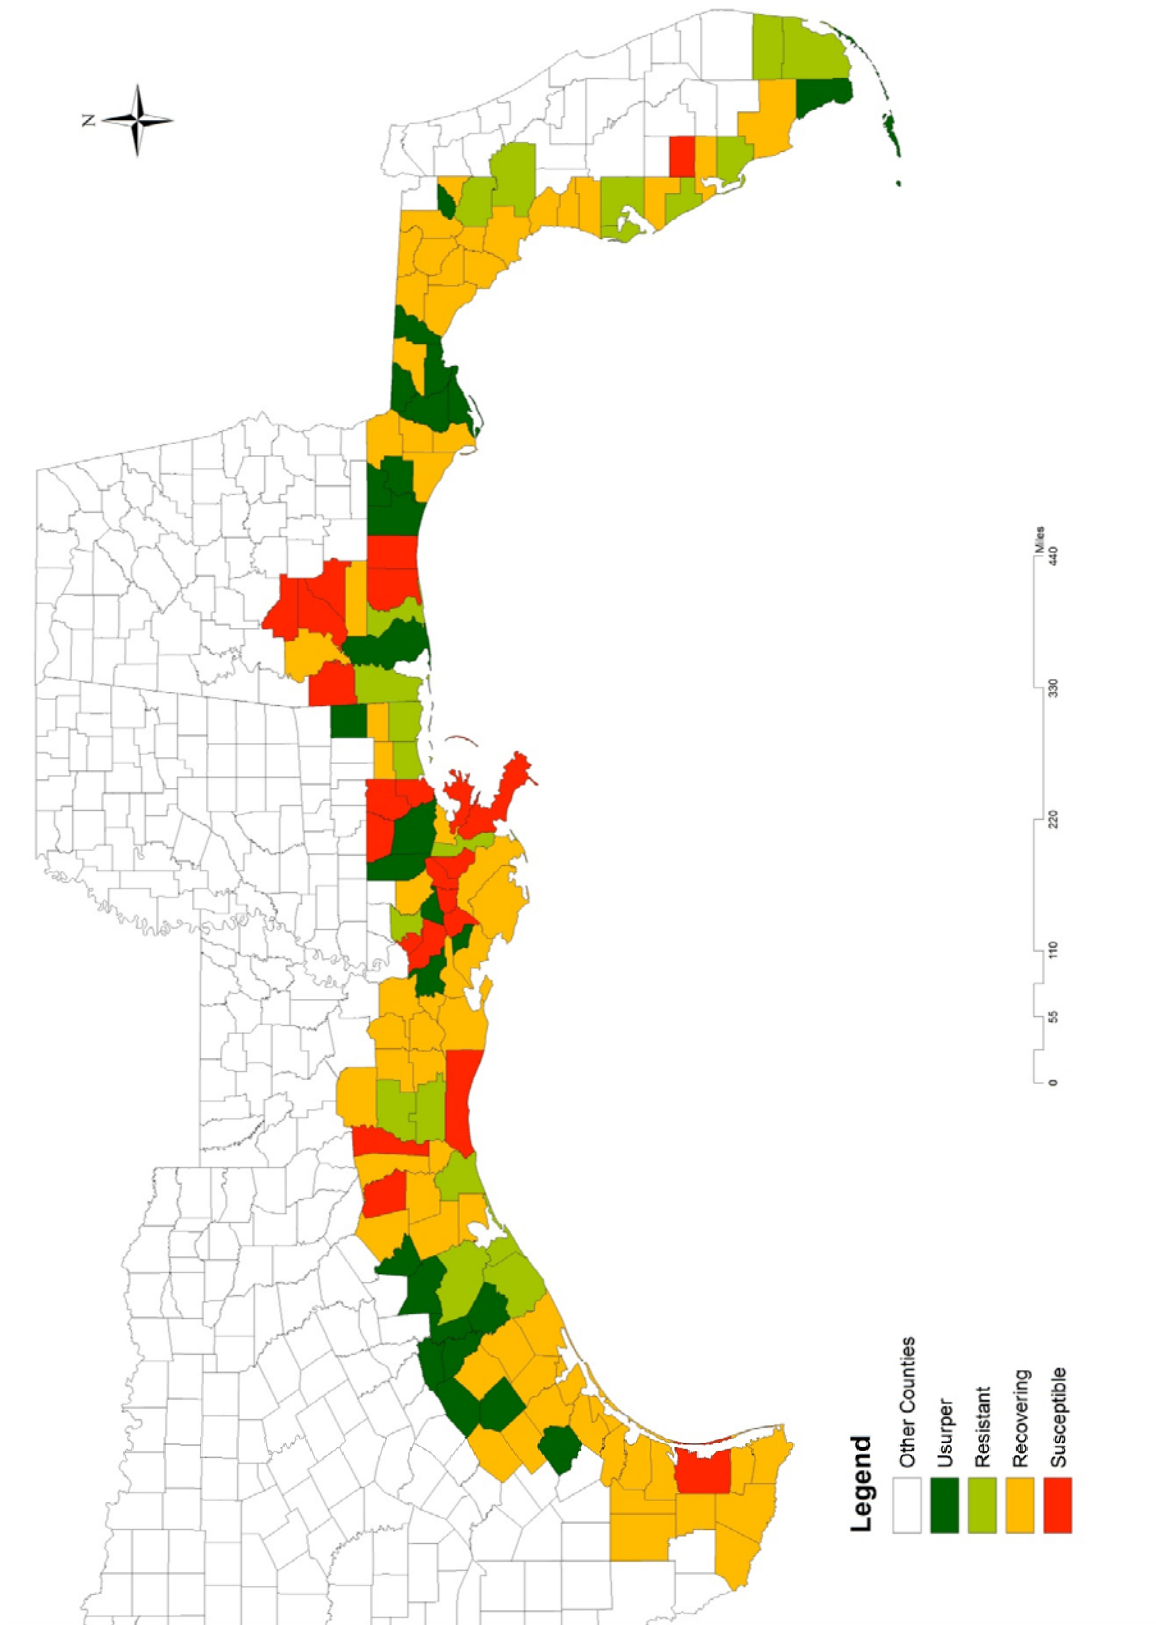 N
Miles
0 55 110 220 330 440
Legend
Other Counties
Usurper
Resistant
Recovering
Susceptible